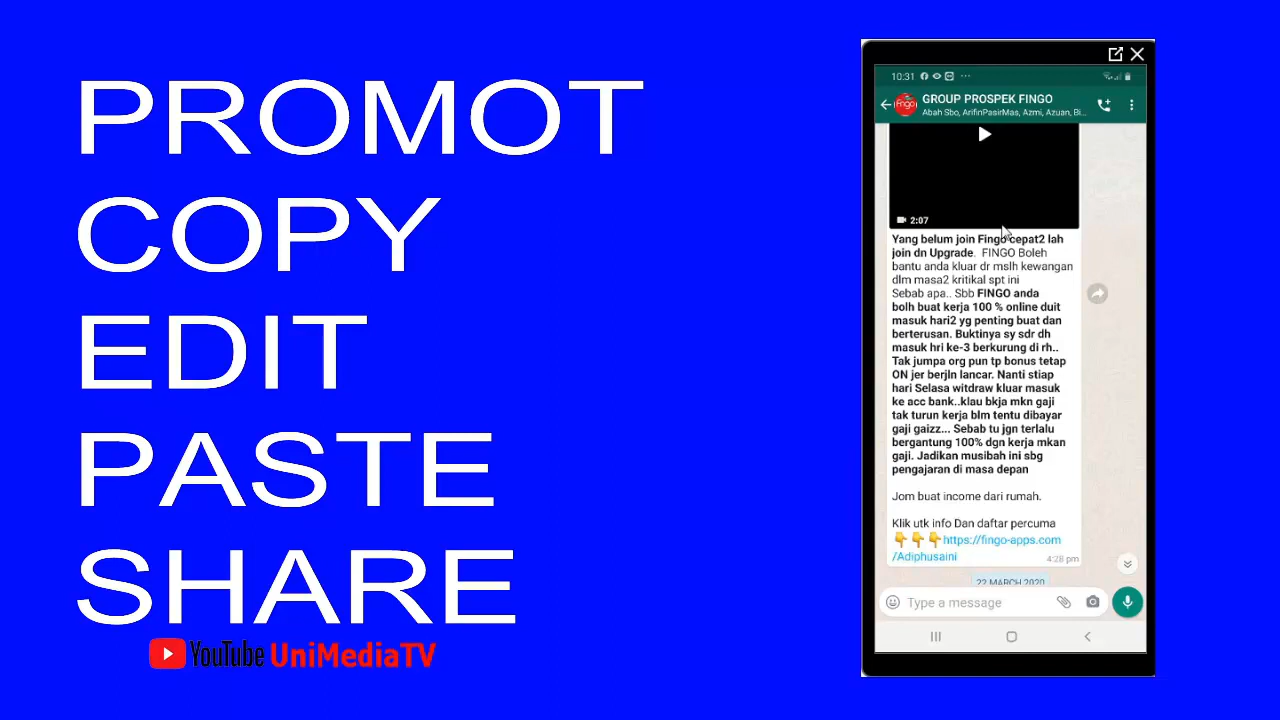 PROMOT
COPY
EDIT
PASTE
SHARE
YouTube UniMediaTV
10:31
GROUP PROSPEK FINGO
Abah Sbo, ArifinPasirMas, Azmi, Azuan, Bi...
Fingo
2:07
Yang belum join Fingo cepat2 lah
join dn Upgrade. FINGO Boleh
bantu anda kluar dr mslh kewangan
dlm masa2 kritikal spt ini
Sebab apa.. Sbb FINGO anda
bolh buat kerja 100 % online duit
masuk hari2 yg penting buat dan
berterusan. Buktinya sy sdr dh
masuk hri ke-3 berkurung di rh..
Tak jumpa org pun tp bonus tetap
ON jer berjln lancar. Nanti stiap
hari Selasa witdraw kluar masuk
ke acc bank..klau bkja mkn gaji
tak turun kerja blm tentu dibayar
gaji gaizz... Sebab tu jgn terlalu
bergantung 100% dgn kerja mkan
gaji. Jadikan musibah ini sbg
pengajaran di masa depan
Jom buat income dari rumah.
Klik utk info Dan daftar percuma
👇👇👇https://fingo-apps.com
/Adiphusaini
4:28 pm
22 MARCH 2020
Type a message